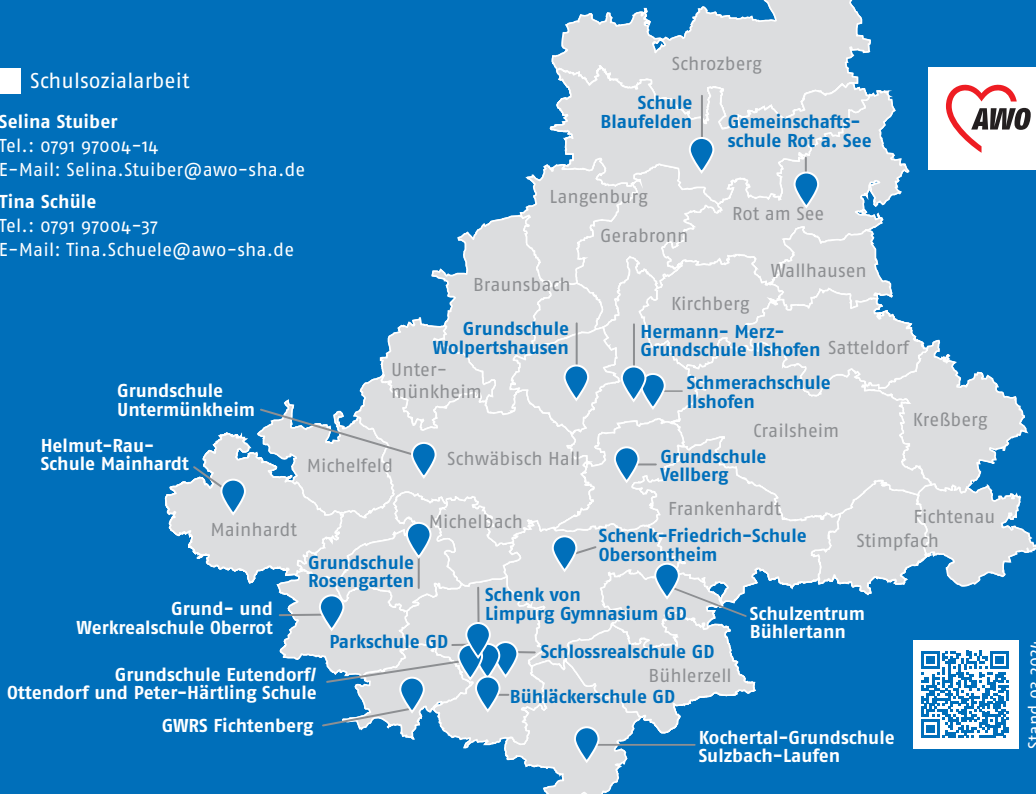 Schulsozialarbeit
Selina Stuiber
Tel.: 0791 97004-14
E-Mail: Selina.Stuiber@awo-sha.de
Tina Schüle
Tel.: 0791 97004-37
E-Mail: Tina.Schuele@awo-sha.de
AWO
Schrozberg
Schule
Blaufelden
Gemeinschafts-
schule Rot a. See
Langenburg
Rot am See
Gerabronn
Wallhausen
Braunsbach
Kirchberg
Grundschule
Wolpertshausen
Hermann- Merz-
Grundschule Ilshofen
Satteldorf
Unter-
münkheim
Schmerachschule
Ilshofen
Grundschule
Untermünkheim
Kreßberg
Crailsheim
Helmut-Rau-
Schule Mainhardt
Michelfeld
Schwäbisch Hall
Grundschule
Vellberg
Mainhardt
Michelbach
Frankenhardt
Fichtenau
Stimpfach
Schenk-Friedrich-Schule
Obersontheim
Grundschule
Rosengarten
Schenk von
Limpurg Gymnasium GD
Schulzentrum
Bühlertann
Grund- und
Werkrealschule Oberrot
Parkschule GD
Schlossrealschule GD
Grundschule Eutendorf/
Ottendorf und Peter-Härtling Schule
Bühlerzell
Bühläckerschule GD
GWRS Fichtenberg
Kochertal-Grundschule
Sulzbach-Laufen
Stand 03.2024